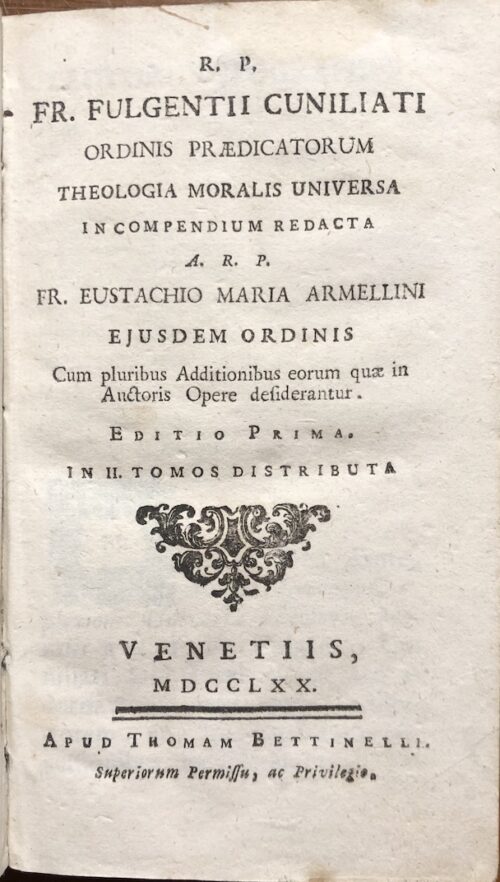 R. P.
FR. FULGENTII CUNILIATI
ORDINIS PRÆDICATORUM
THEOLOGIA MORALIS UNIVERSA
IN COMPENDIUM REDACTA
A. R. P.
FR. EUSTACHIO MARIA ARMELLINI
EJUSDEM ORDINIS
Cum pluribus Additionibus eorum quæ in
Auctoris Opere deſiderantur.
EDITIO PRIMA.
IN II. TOMOS DISTRIBUTA
VENETIIS,
MDCCLXX.
APUD THOMAM BETTINELLI.
Superiorum Permiſſu, ac Privilegio.